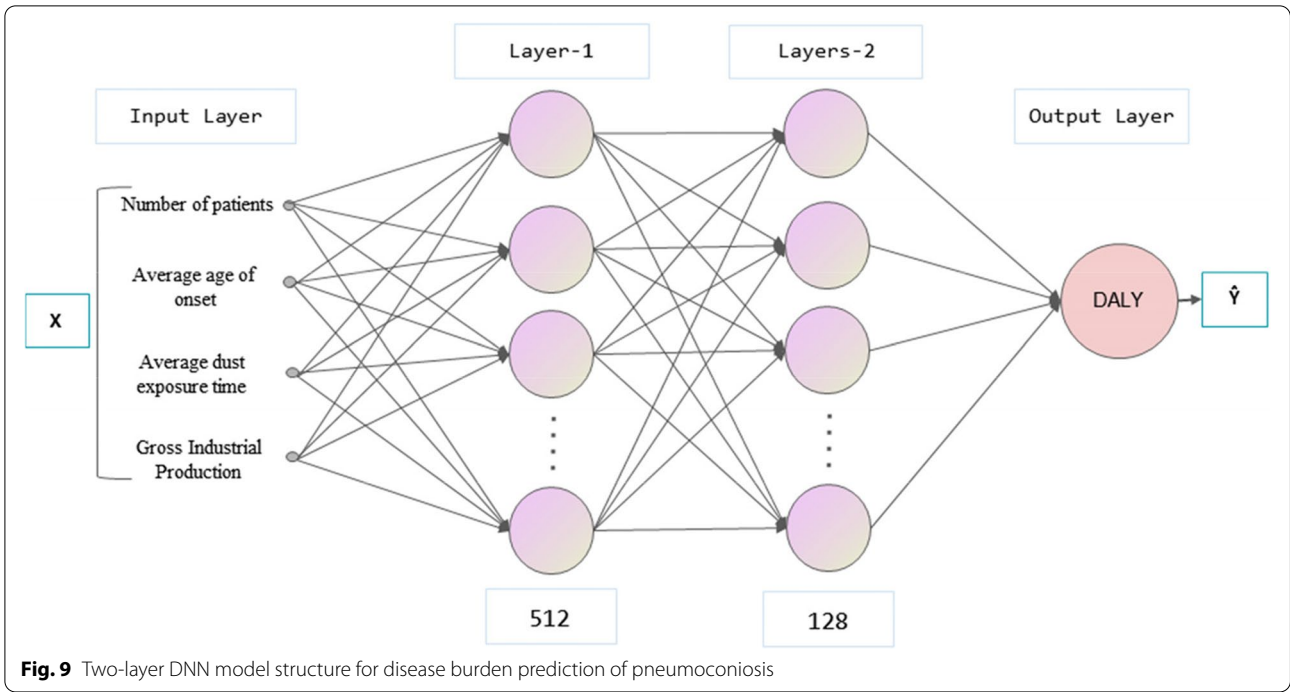 Layer-1
Layers-2
Input Layer
Output Layer
Number of patients
Average age of
onset
Average dust
exposure time
Gross Industrial
Production
X
DALY
Ŷ
512
128
Fig. 9 Two-layer DNN model structure for disease burden prediction of pneumoconiosis